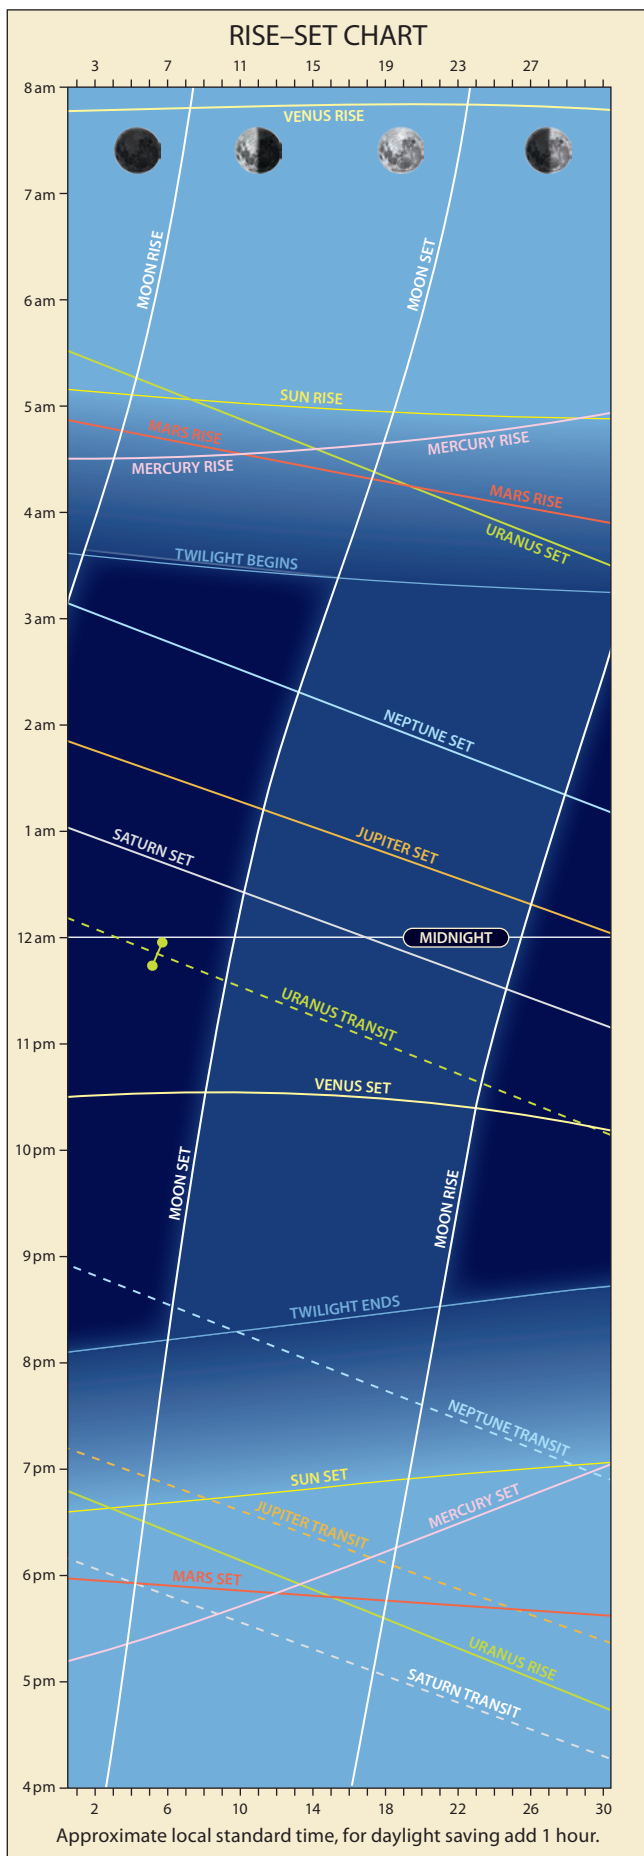 RISE–SET CHART
3 7 11 15 19 23 27
8 am
VENUS RISE
7 am
MOON RISE
MOON SET
6 am
SUN RISE
5 am
MARS RISE
MERCURY RISE
MERCURY RISE
MARS RISE
4 am
URANUS SET
TWILIGHT BEGINS
3 am
NEPTUNE SET
2 am
JUPITER SET
1 am
SATURN SET
12 am
MIDNIGHT
URANUS TRANSIT
11 pm
VENUS SET
10 pm
MOON SET
MOON RISE
9 pm
TWILIGHT ENDS
8 pm
NEPTUNE TRANSIT
7 pm
SUN SET
JUPITER TRANSIT
MERCURY SET
6 pm
MARS SET
URANUS RISE
5 pm
SATURN TRANSIT
4 pm
2 6 10 14 18 22 26 30
Approximate local standard time, for daylight saving add 1 hour.